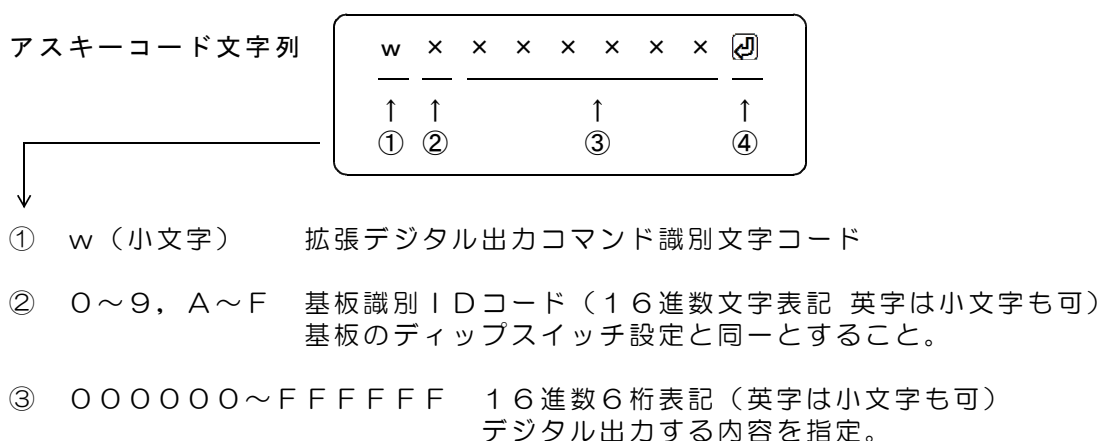 アスキーコード文字列
w × × × × × × × ⏎
↑ ↑ ↑ ↑
① ② ③ ④
① w(小文字) 拡張デジタル出力コマンド識別文字コード
② 0~9,A~F 基板識別IDコード(16進数文字表記 英字は小文字も可)
基板のディップスイッチ設定と同一とすること。
③ 000000~FFFFFF 16進数6桁表記(英字は小文字も可)
デジタル出力する内容を指定。